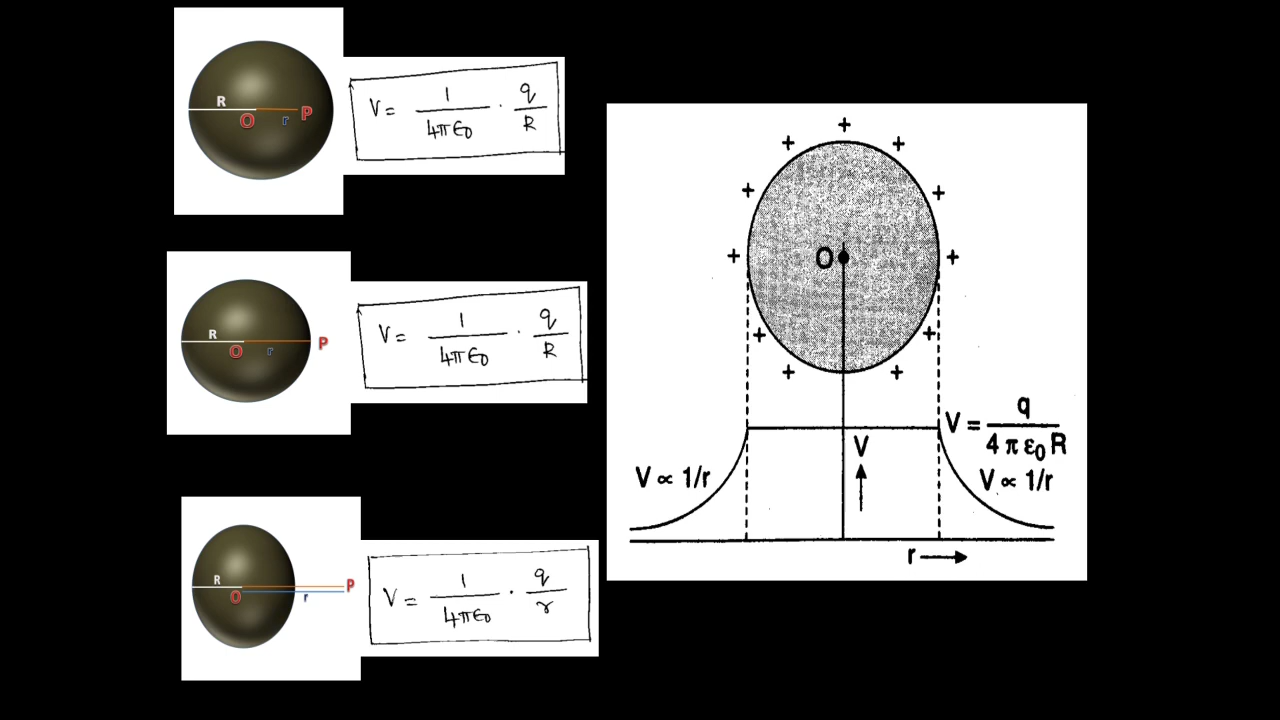 R
O r P
V = 1/4πε0 · q/R
R
O r P
V = 1/4πε0 · q/R
R
O r P
V = 1/4πε0 · q/r
+ + +
+ +
+ O +
+ +
+ +
V = q/4πε0R
V
V ∝ 1/r V ∝ 1/r
r